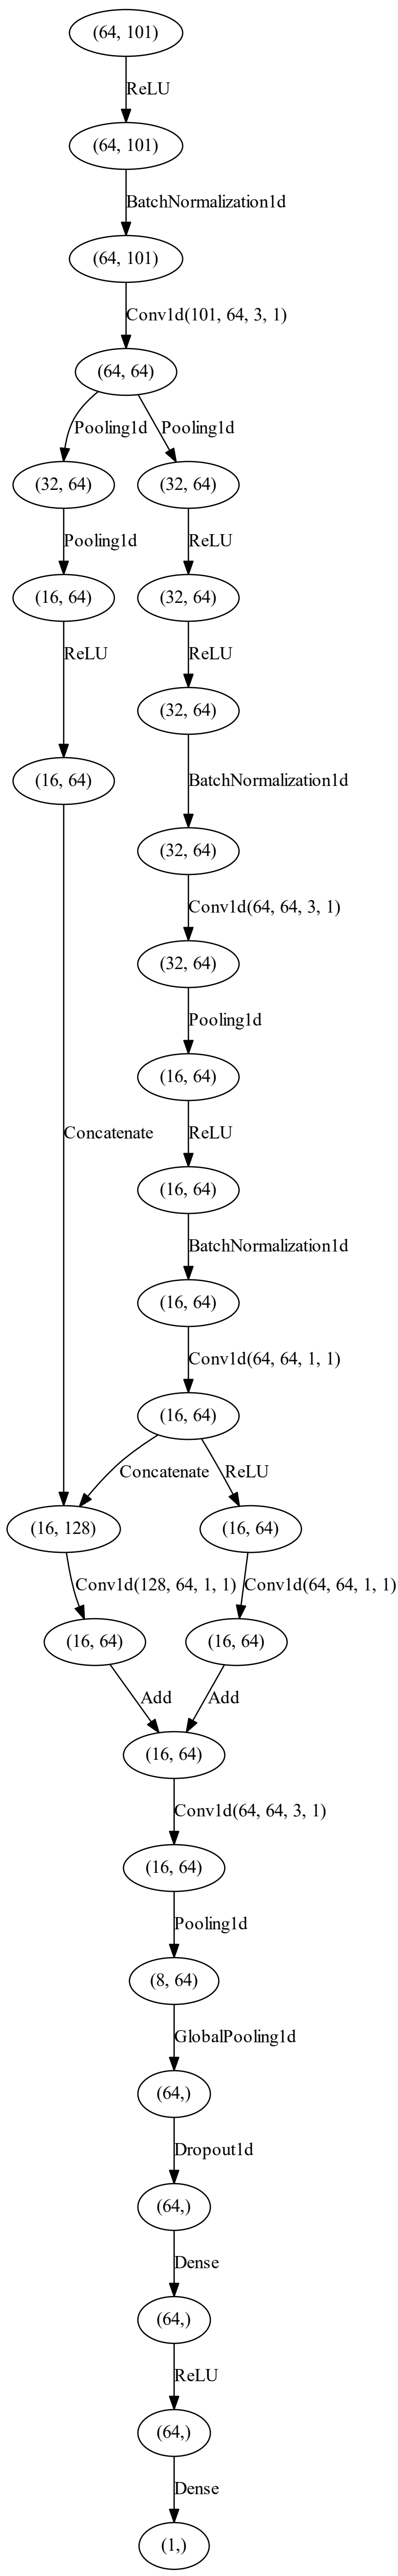 (64, 101)
ReLU
(64, 101)
BatchNormalization1d
(64, 101)
Conv1d(101, 64, 3, 1)
(64, 64)
Pooling1d Pooling1d
(32, 64) (32, 64)
Pooling1d ReLU
(16, 64) (32, 64)
ReLU ReLU
(32, 64)
(16, 64) BatchNormalization1d
(32, 64)
Conv1d(64, 64, 3, 1)
(32, 64)
Pooling1d
(16, 64)
Concatenate ReLU
(16, 64)
BatchNormalization1d
(16, 64)
Conv1d(64, 64, 1, 1)
(16, 64)
Concatenate ReLU
(16, 128) (16, 64)
Conv1d(128, 64, 1, 1) Conv1d(64, 64, 1, 1)
(16, 64) (16, 64)
Add Add
(16, 64)
Conv1d(64, 64, 3, 1)
(16, 64)
Pooling1d
(8, 64)
GlobalPooling1d
(64,)
Dropout1d
(64,)
Dense
(64,)
ReLU
(64,)
Dense
(1,)